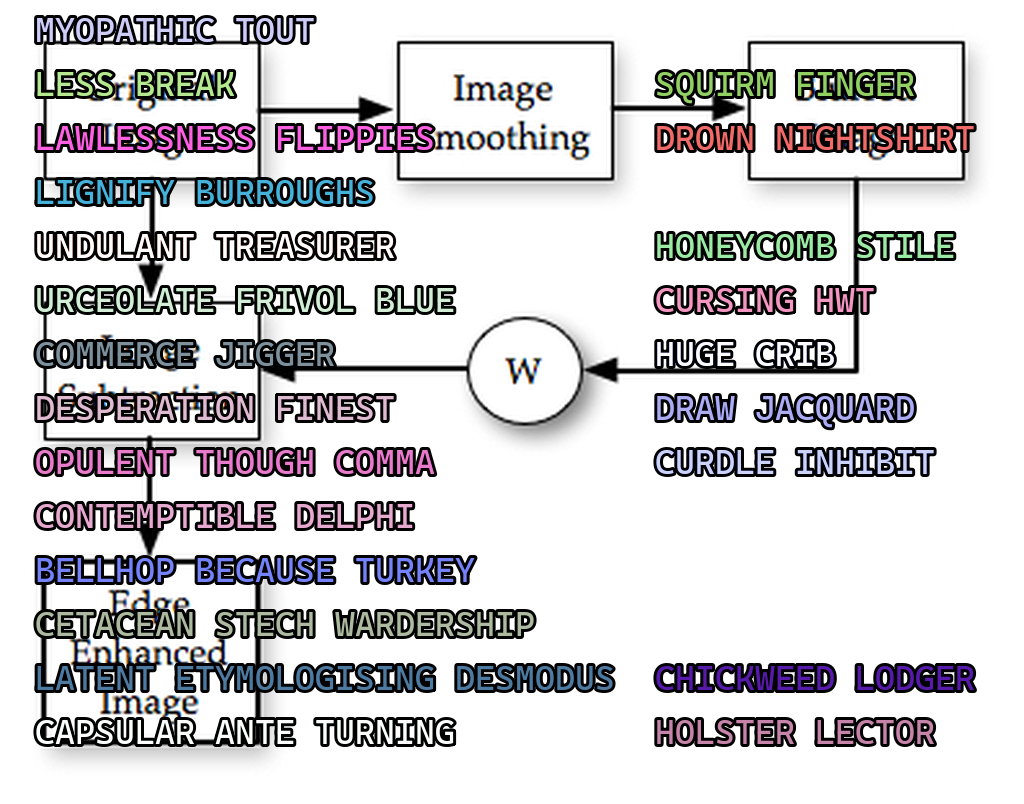 MYOPATHIC TOUT
LESS BREAK
LAWLESSNESS FLIPPIES
LIGNIFY BURROUGHS
UNDULANT TREASURER
URCEOLATE FRIVOL BLUE
COMMERCE JIGGER
DESPERATION FINEST
OPULENT THOUGH COMMA
CONTEMPTIBLE DELPHI
BELLHOP BECAUSE TURKEY
CETACEAN STECH WARDERSHIP
LATENT ETYMOLOGISING DESMODUS
CAPSULAR ANTE TURNING
SQUIRM FINGER
DROWN NIGHTSHIRT
HONEYCOMB STILE
CURSING HWT
HUGE CRIB
DRAW JACQUARD
CURDLE INHIBIT
CHICKWEED LODGER
HOLSTER LECTOR
Image
Smoothing
W
Edge
Enhanced
Image